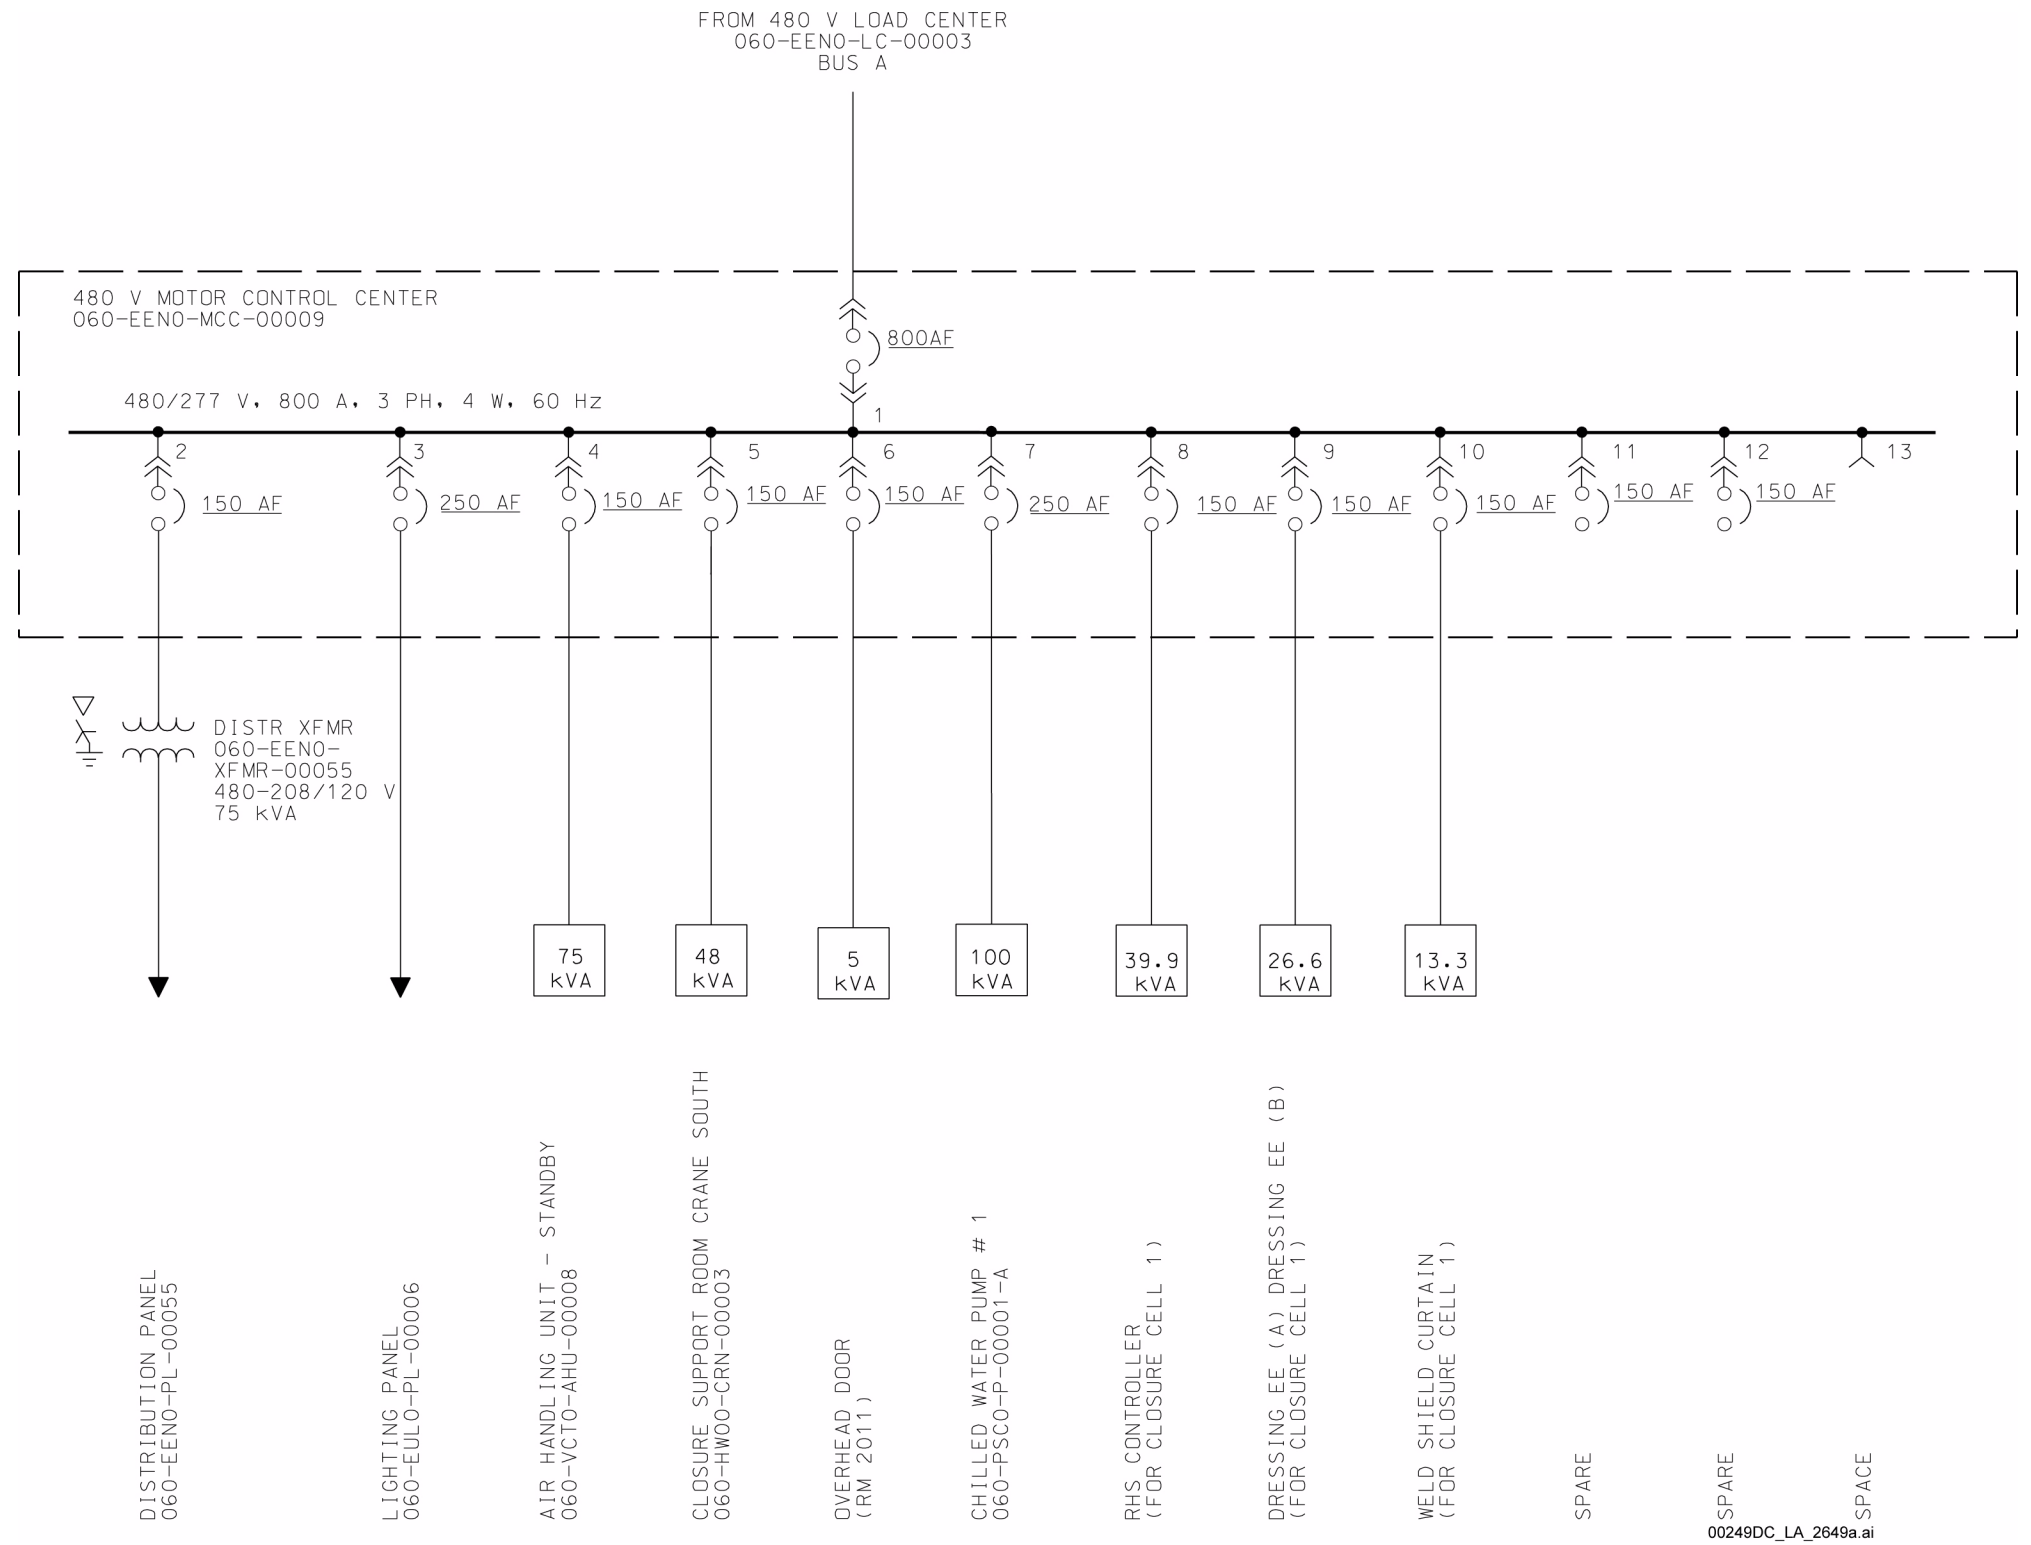 FROM 480 V LOAD CENTER
060-EEN0-LC-00003
BUS A
480 V MOTOR CONTROL CENTER
060-EEN0-MCC-00009
800AF
480/277 V, 800 A, 3 PH, 4 W, 60 Hz
1
2
3
4
5
6
7
8
9
10
11
12
13
150 AF
250 AF
150 AF
150 AF
150 AF
250 AF
150 AF
150 AF
150 AF
150 AF
150 AF
DISTR XFMR
060-EEN0-
XFMR-00055
480-208/120 V
75 kVA
75
kVA
48
kVA
5
kVA
100
kVA
39.9
kVA
26.6
kVA
13.3
kVA
DISTRIBUTION PANEL
060-EEN0-PL-00055
LIGHTING PANEL
060-EUL0-PL-00006
AIR HANDLING UNIT - STANDBY
060-VCT0-AHU-00008
CLOSURE SUPPORT ROOM CRANE SOUTH
060-HW00-CRN-00003
OVERHEAD DOOR
(RM 2011)
CHILLED WATER PUMP # 1
060-PSC0-P-00001-A
RHS CONTROLLER
(FOR CLOSURE CELL 1)
DRESSING EE (A) DRESSING EE (B)
(FOR CLOSURE CELL 1)
WELD SHIELD CURTAIN
(FOR CLOSURE CELL 1)
SPARE
SPARE
SPACE
00249DC_LA_2649a.ai